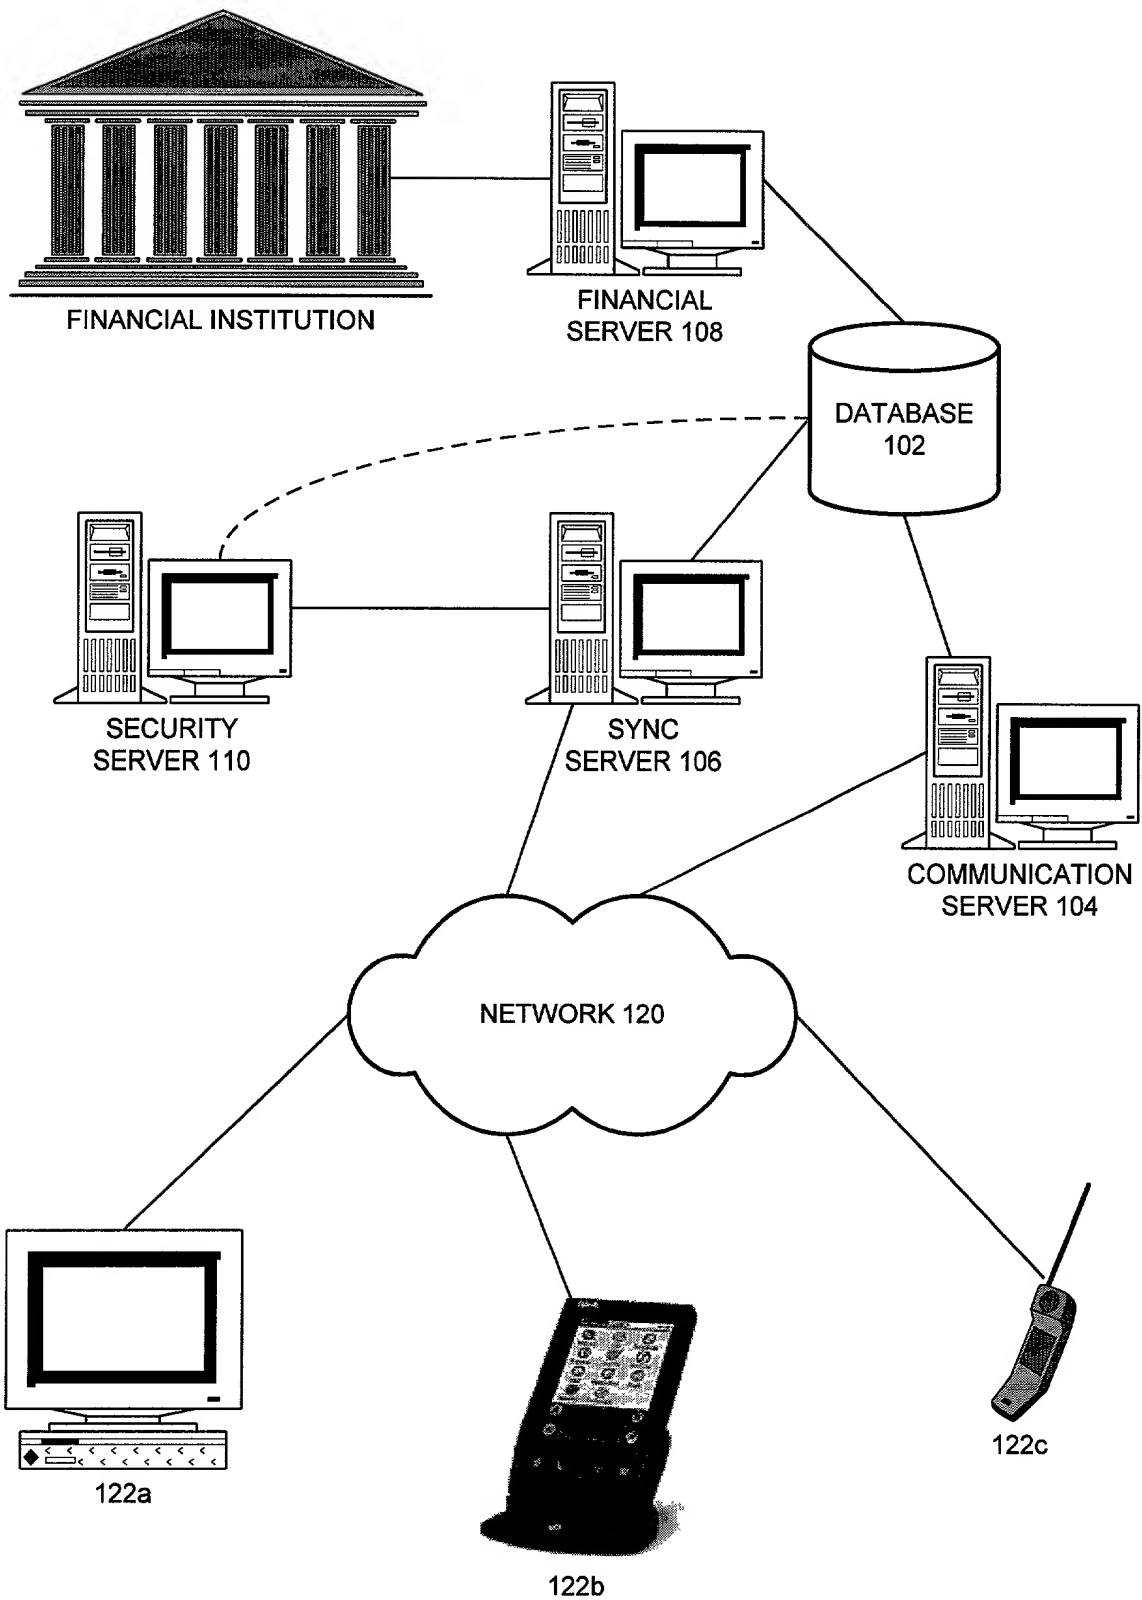 FINANCIAL INSTITUTION
FINANCIAL
SERVER 108
DATABASE
102
SECURITY
SERVER 110
SYNC
SERVER 106
COMMUNICATION
SERVER 104
NETWORK 120
122a
122b
122c